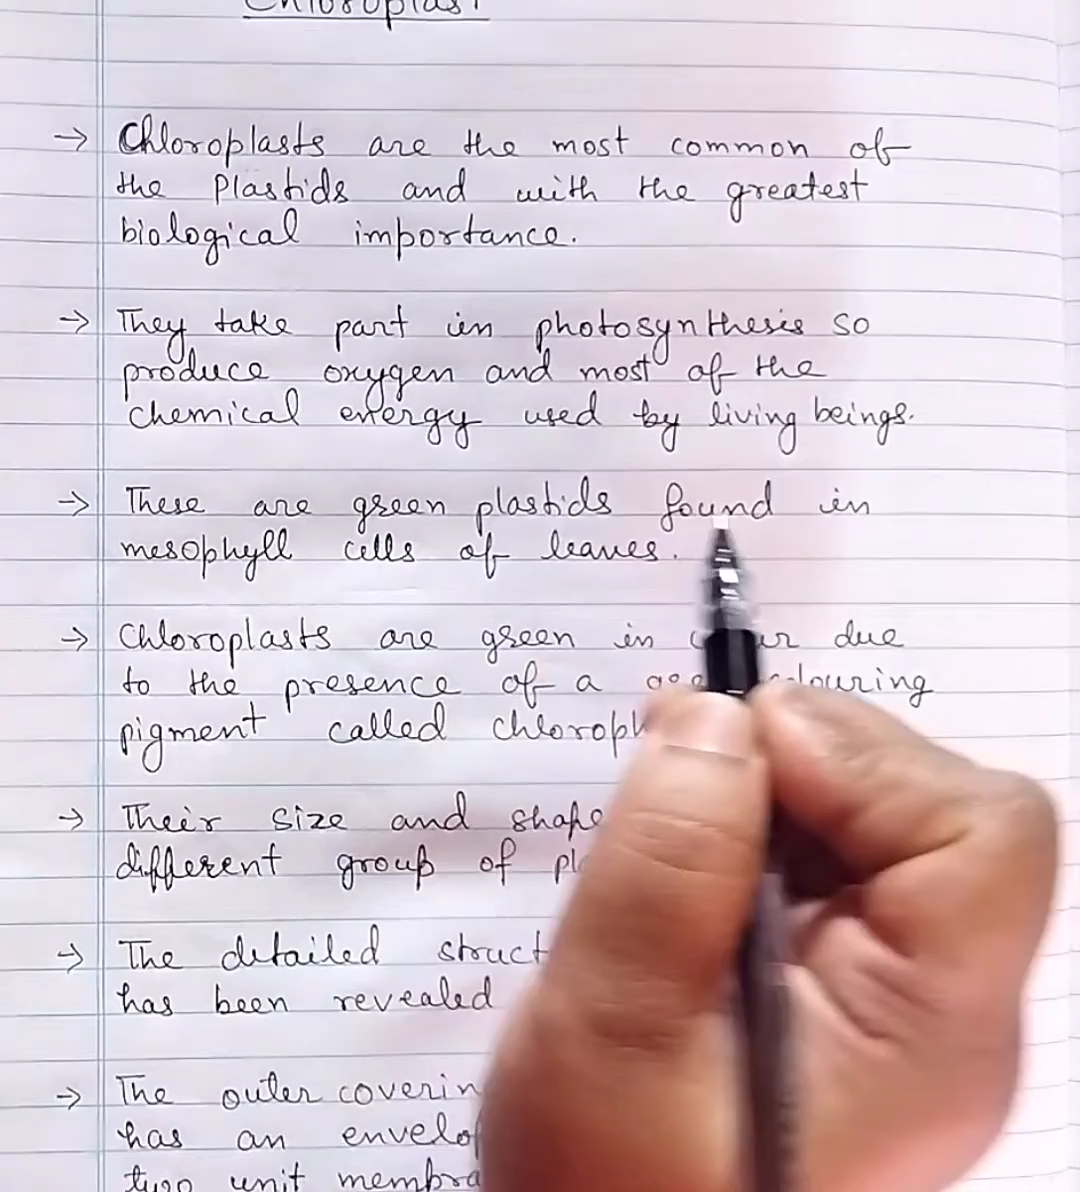 Chloroplast
→ Chloroplasts are the most common of
the Plastids and with the greatest
biological importance.
→ They take part in photosynthesis so
produce oxygen and most of the
chemical energy used by living beings.
→ These are green plastids found in
mesophyll cells of leaves.
→ Chloroplasts are green in due
to the presence of a
pigment called
→ Their size and shape
different group of
→ The detailed
has been revealed
→ The outer
has an
two unit